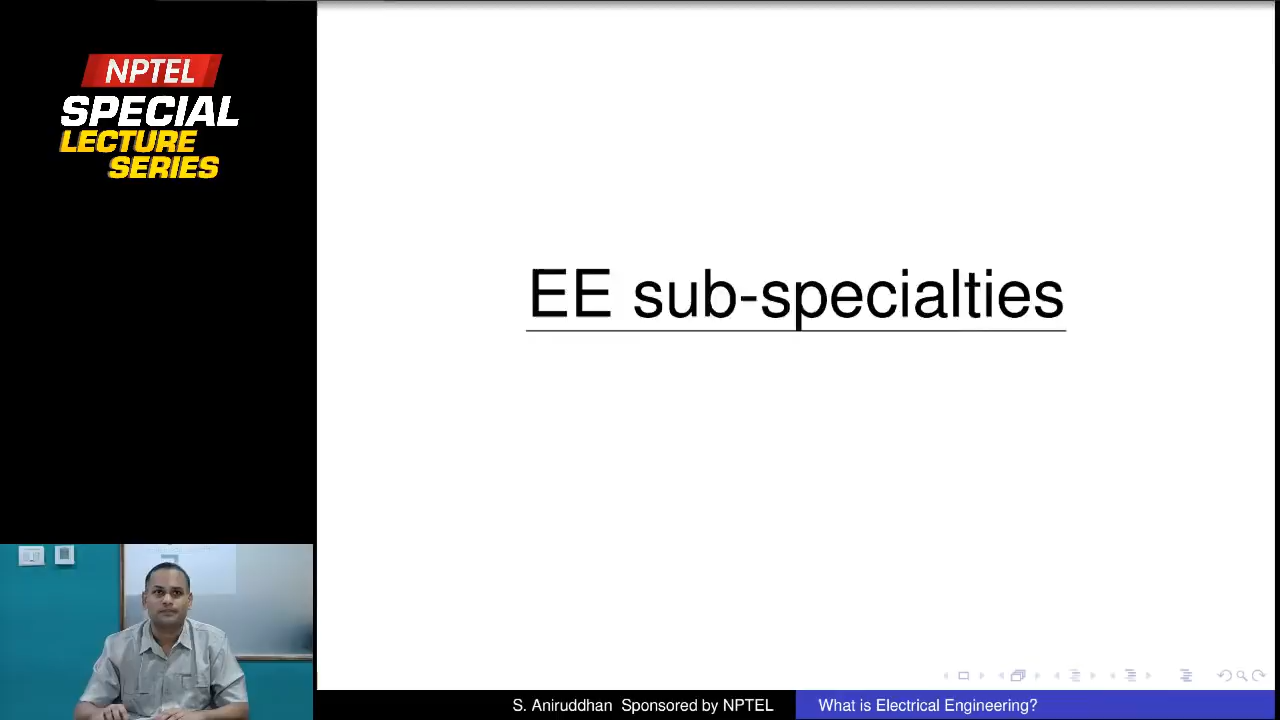 NPTEL
SPECIAL
LECTURE
SERIES
EE sub-specialties
S. Aniruddhan Sponsored by NPTEL
What is Electrical Engineering?